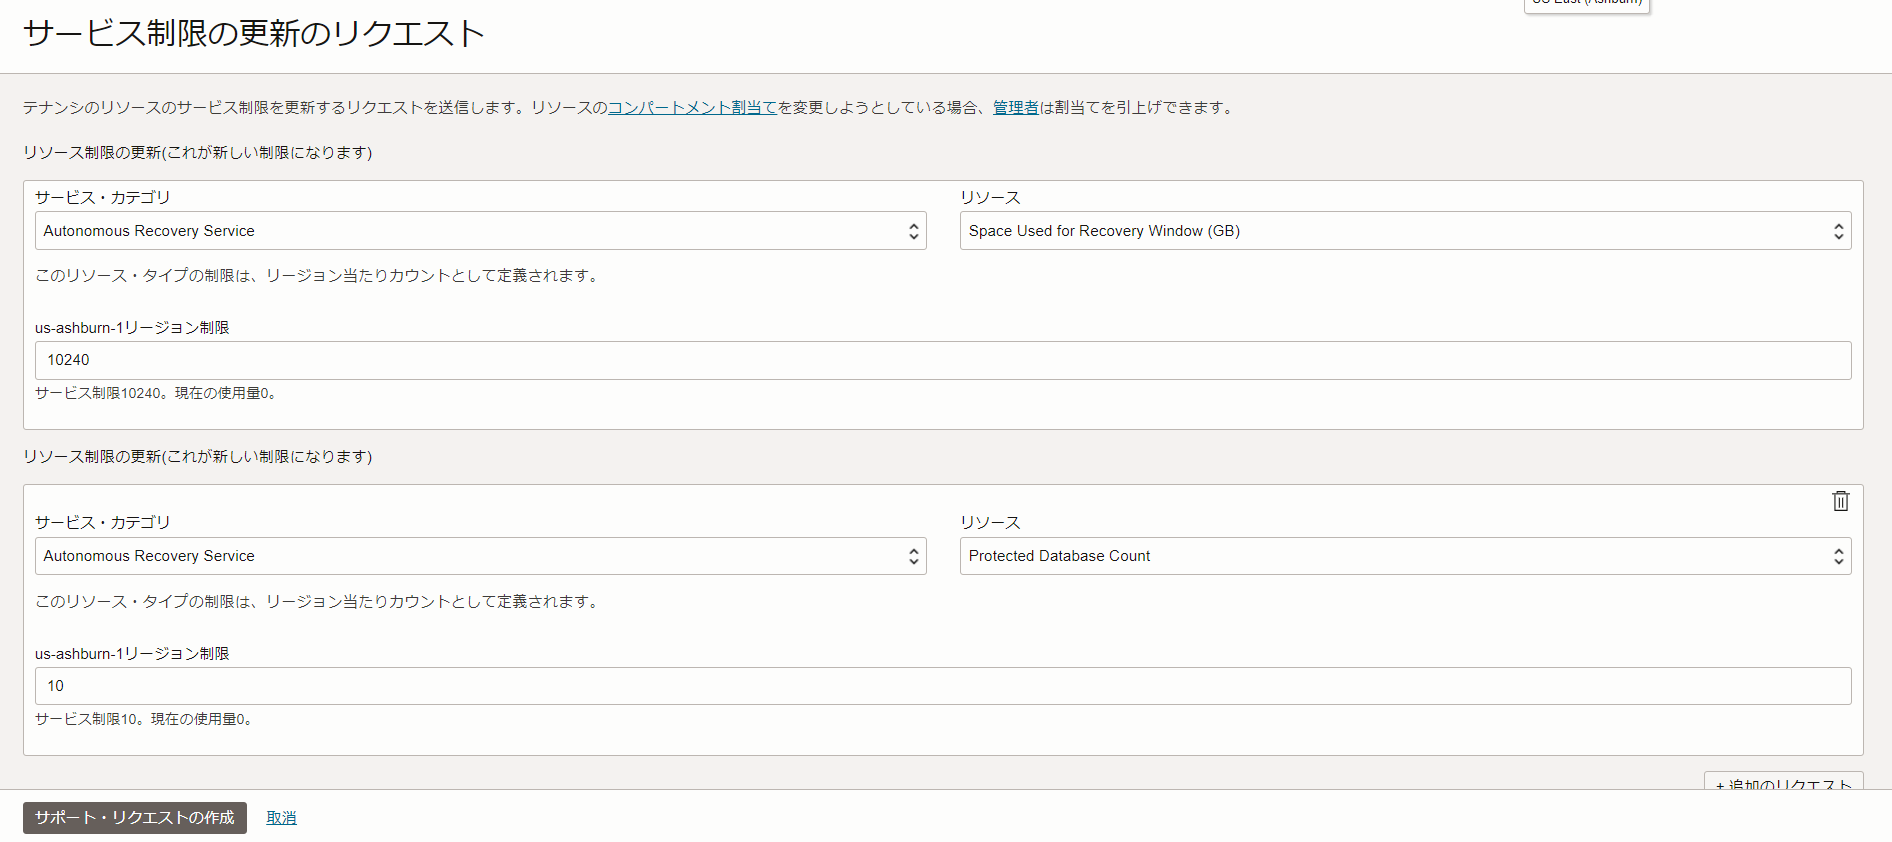 US East (Ashburn)
サービス制限の更新のリクエスト
テナンシのリソースのサービス制限を更新するリクエストを送信します。リソースのコンパートメント割当てを変更しようとしている場合、管理者は割当てを引上げできます。
リソース制限の更新(これが新しい制限になります)
サービス・カテゴリ
リソース
Autonomous Recovery Service
Space Used for Recovery Window (GB)
このリソース・タイプの制限は、リージョン当たりカウントとして定義されます。
us-ashburn-1リージョン制限
10240
サービス制限10240。現在の使用量0。
リソース制限の更新(これが新しい制限になります)
サービス・カテゴリ
リソース
Autonomous Recovery Service
Protected Database Count
このリソース・タイプの制限は、リージョン当たりカウントとして定義されます。
us-ashburn-1リージョン制限
10
サービス制限10。現在の使用量0。
+ 追加のリクエスト
サポート・リクエストの作成
取消